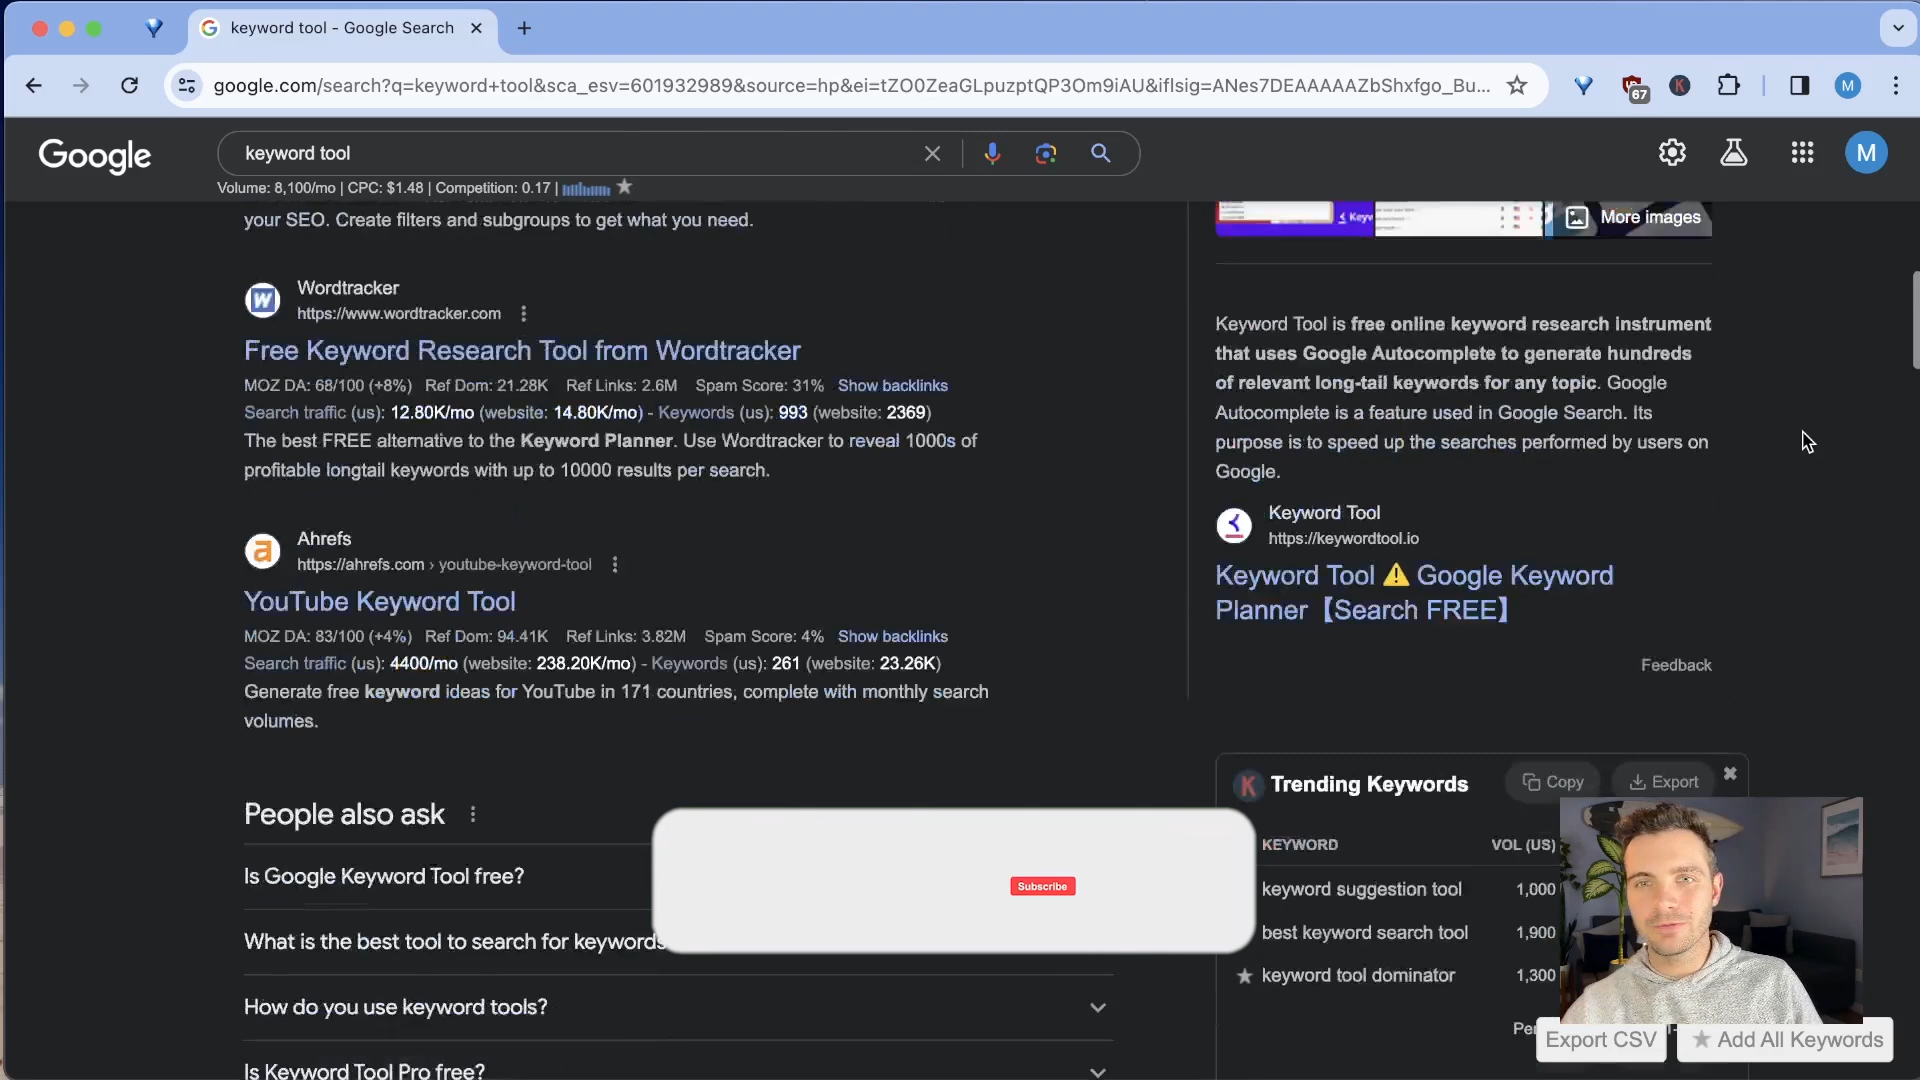 keyword tool - Google Search
google.com/search?q=keyword+tool&sca_esv=601932989&source=hp&ei=tZO0ZeaGLpuzptQP3Om9iAU&iflsig=ANes7DEAAAAAZbShxfgo_Bu...
67
M
Google
keyword tool
M
Volume: 8,100/mo | CPC: $1.48 | Competition: 0.17 |
your SEO. Create filters and subgroups to get what you need.
Wordtracker
https://www.wordtracker.com
Free Keyword Research Tool from Wordtracker
MOZ DA: 68/100 (+8%) Ref Dom: 21.28K Ref Links: 2.6M Spam Score: 31% Show backlinks
Search traffic (us): 12.80K/mo (website: 14.80K/mo) - Keywords (us): 993 (website: 2369)
The best FREE alternative to the Keyword Planner. Use Wordtracker to reveal 1000s of
profitable longtail keywords with up to 10000 results per search.
Ahrefs
https://ahrefs.com › youtube-keyword-tool
YouTube Keyword Tool
MOZ DA: 83/100 (+4%) Ref Dom: 94.41K Ref Links: 3.82M Spam Score: 4% Show backlinks
Search traffic (us): 4400/mo (website: 238.20K/mo) - Keywords (us): 261 (website: 23.26K)
Generate free keyword ideas for YouTube in 171 countries, complete with monthly search
volumes.
People also ask
Is Google Keyword Tool free?
What is the best tool to search for keywords
How do you use keyword tools?
Is Keyword Tool Pro free?
Subscribe
More images
Keyword Tool is free online keyword research instrument
that uses Google Autocomplete to generate hundreds
of relevant long-tail keywords for any topic. Google
Autocomplete is a feature used in Google Search. Its
purpose is to speed up the searches performed by users on
Google.
Keyword Tool
https://keywordtool.io
Keyword Tool ⚠️ Google Keyword
Planner【Search FREE】
Feedback
Trending Keywords
Copy
Export
KEYWORD VOL (US)
keyword suggestion tool 1,000
best keyword search tool 1,900
keyword tool dominator 1,300
Export CSV
Add All Keywords